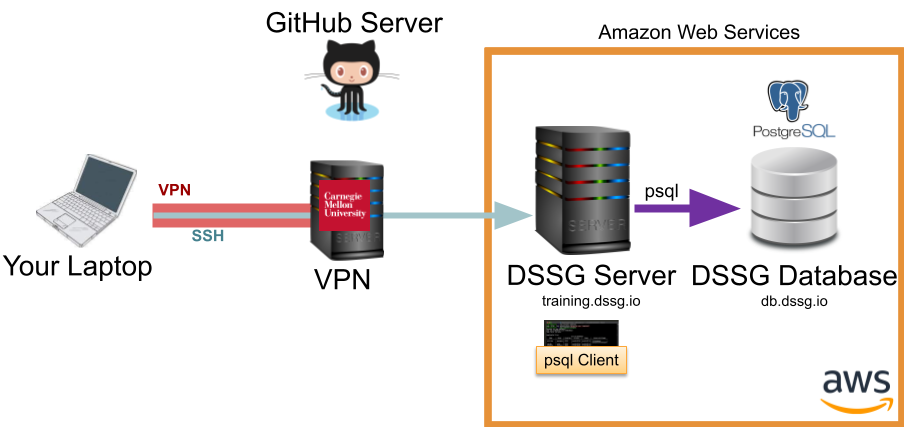 GitHub Server
Amazon Web Services
PostgreSQL
VPN
SSH
Carnegie
Mellon
University
psql
Your Laptop
VPN
DSSG Server
training.dssg.io
DSSG Database
db.dssg.io
psql Client
aws